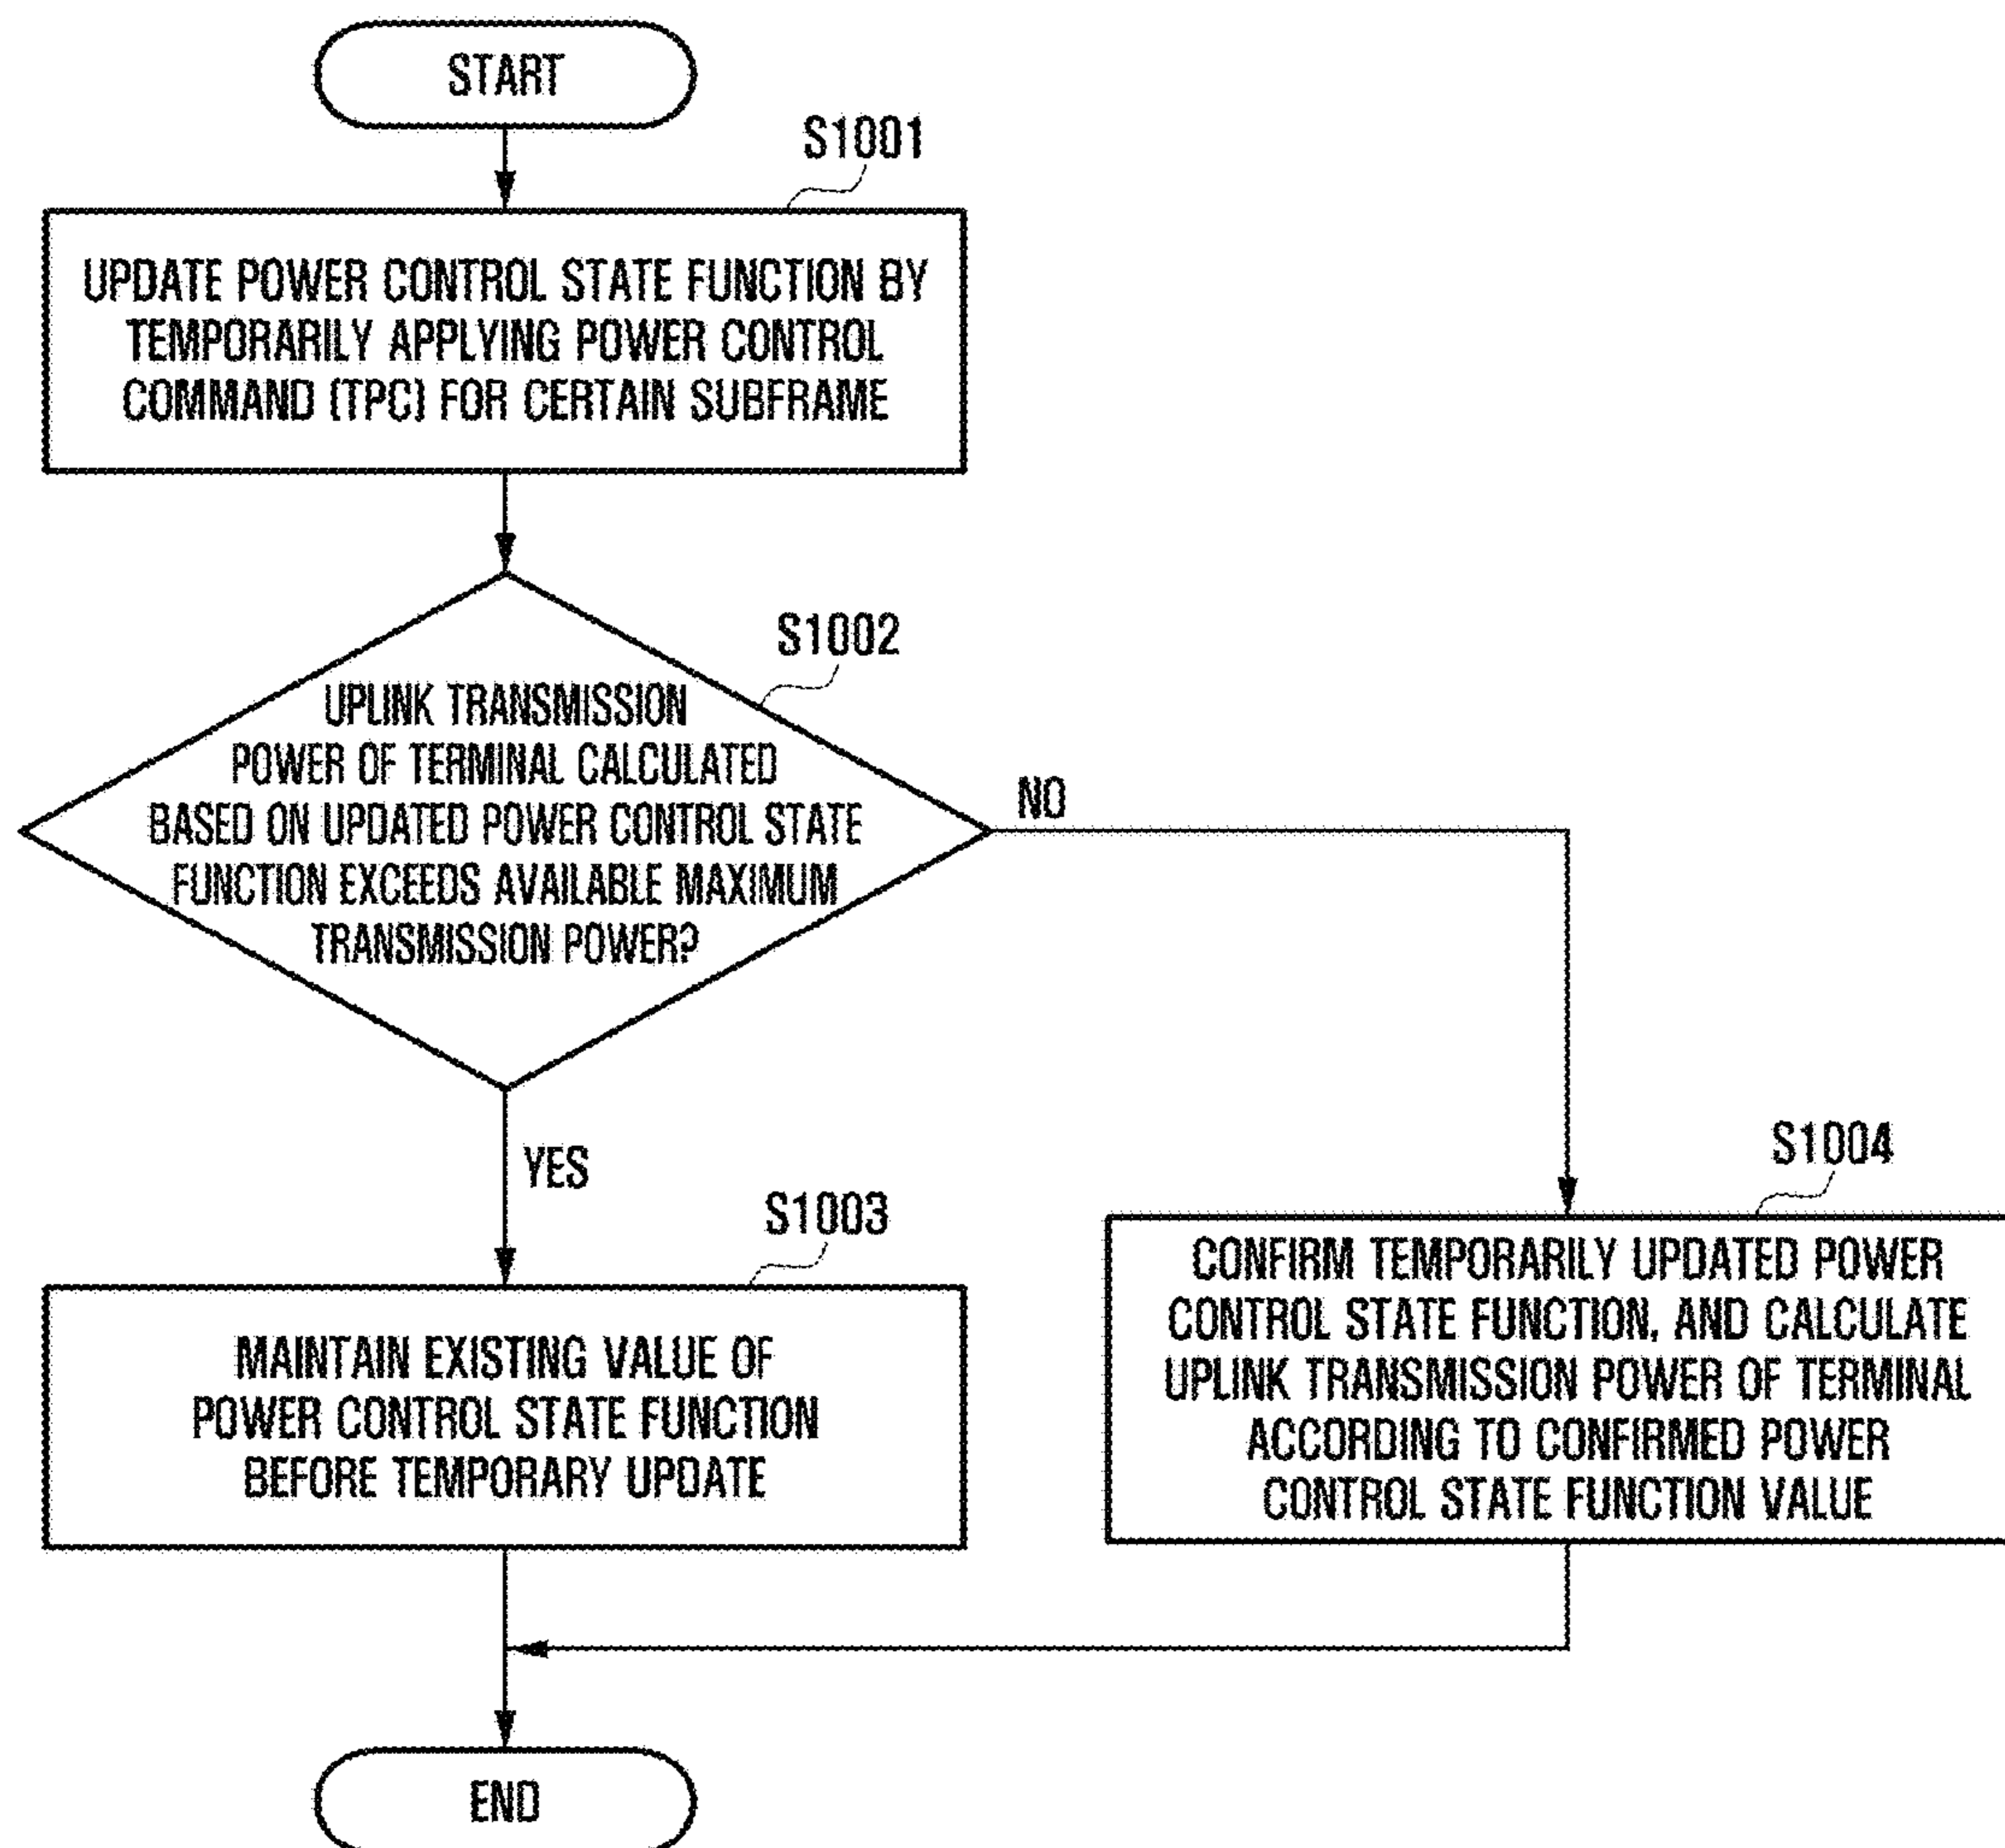 START
S1001
UPDATE POWER CONTROL STATE FUNCTION BY
TEMPORARILY APPLYING POWER CONTROL
COMMAND (TPC) FOR CERTAIN SUBFRAME
S1002
UPLINK TRANSMISSION
POWER OF TERMINAL CALCULATED
BASED ON UPDATED POWER CONTROL STATE
FUNCTION EXCEEDS AVAILABLE MAXIMUM
TRANSMISSION POWER?
NO
YES
S1003
MAINTAIN EXISTING VALUE OF
POWER CONTROL STATE FUNCTION
BEFORE TEMPORARY UPDATE
S1004
CONFIRM TEMPORARILY UPDATED POWER
CONTROL STATE FUNCTION, AND CALCULATE
UPLINK TRANSMISSION POWER OF TERMINAL
ACCORDING TO CONFIRMED POWER
CONTROL STATE FUNCTION VALUE
END